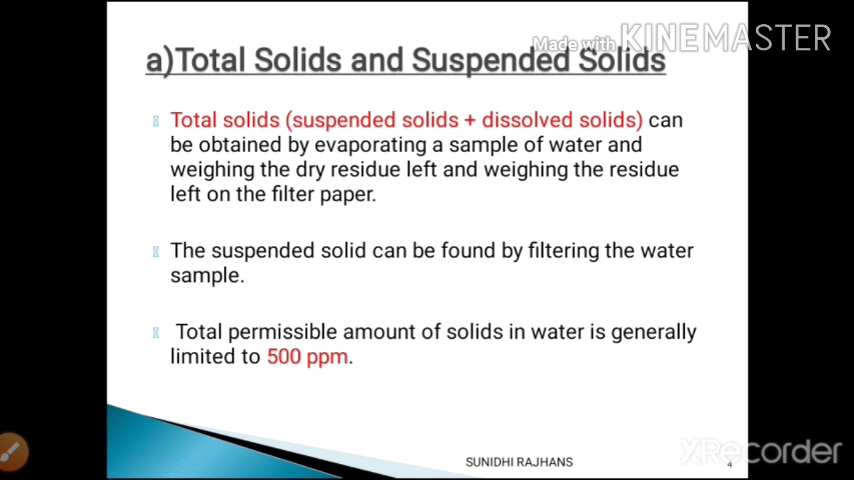 Made with KINEMASTER
a)Total Solids and Suspended Solids
Total solids (suspended solids + dissolved solids) can
be obtained by evaporating a sample of water and
weighing the dry residue left and weighing the residue
left on the filter paper.
The suspended solid can be found by filtering the water
sample.
Total permissible amount of solids in water is generally
limited to 500 ppm.
SUNIDHI RAJHANS
4
XRecorder